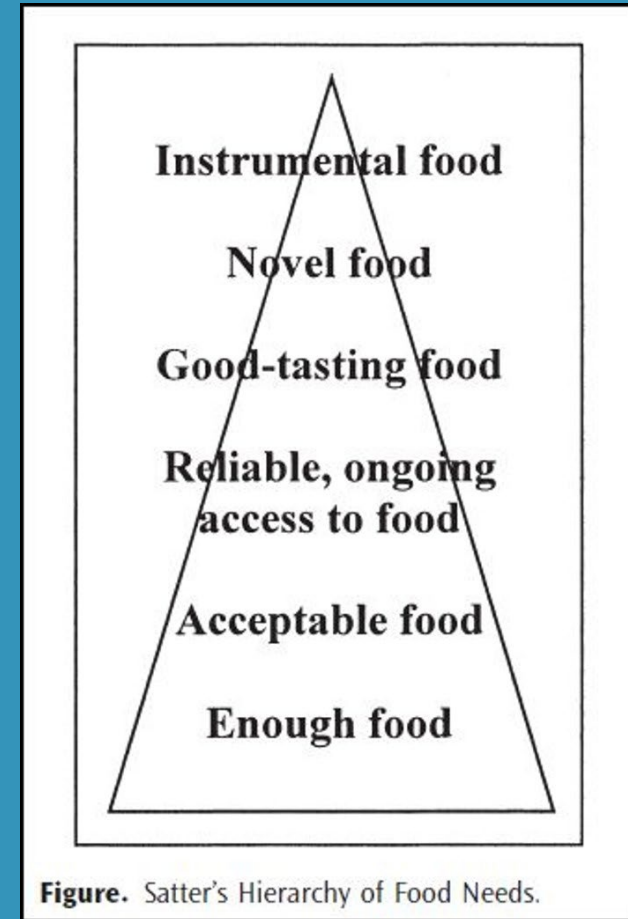 Instrumental food
Novel food
Good-tasting food
Reliable, ongoing
access to food
Acceptable food
Enough food
Figure. Satter's Hierarchy of Food Needs.